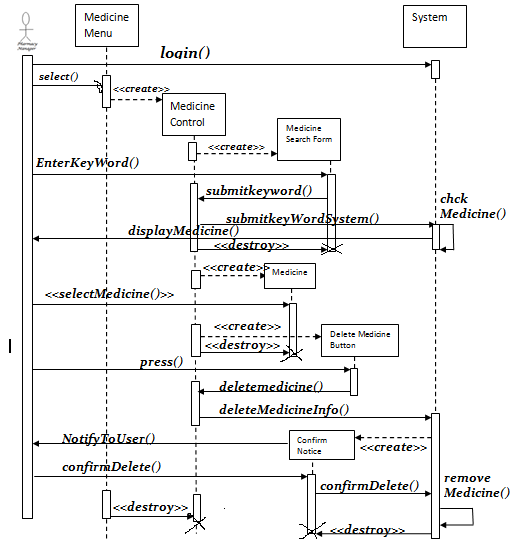 Medicine
Menu
System
Pharmacy
Manager
login()
select()
<<create>>
Medicine
Control
Medicine
Search Form
<<create>>
EnterKeyWord()
submitkeyword()
chck
Medicine()
submitkeyWordSystem()
displayMedicine()
<<destroy>>
<<create>>
Medicine
<<selectMedicine()>>
<<create>>
Delete Medicine
Button
<<destroy>>
press()
deletemedicine()
deleteMedicineInfo()
NotifyToUser()
Confirm
Notice
<<create>>
confirmDelete()
confirmDelete()
remove
Medicine()
<<destroy>>
<<destroy>>